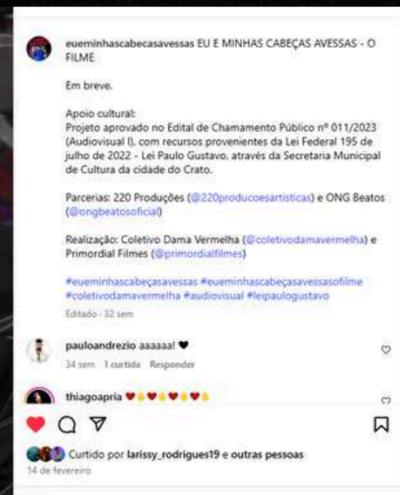 eueminhascabecasavessas EU E MINHAS CABEÇAS AVESSAS - O
FILME
Em breve.
Apoio cultural:
Projeto aprovado no Edital de Chamamento Público nº 011/2023
(Audiovisual I), com recursos provenientes da Lei Federal 195 de
julho de 2022 - Lei Paulo Gustavo, através da Secretaria Municipal
de Cultura da cidade do Crato.
Parcerias: 220 Produções (@220producoesartisticas) e ONG Beatos
(@ongbeatosoficial)
Realização: Coletivo Dama Vermelha (@coletivodamavermelha) e
Primordial Filmes (@primordialfilmes)
#eueminhascabeçasavessas #eueminhascabeçasavessasofilme
#coletivodamavermelha #audiovisual #leipaulogustavo
Editado · 32 sem
pauloandrezio aaaaaa! 🖤
34 sem 1 curtida Responder
thiagoapria
Curtido por larissy_rodrigues19 e outras pessoas
14 de fevereiro